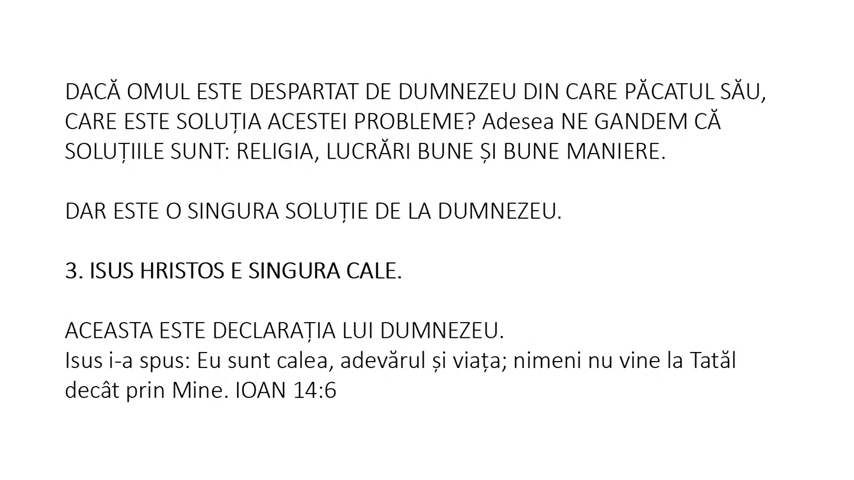 DACĂ OMUL ESTE DESPARTAT DE DUMNEZEU DIN CARE PĂCATUL SĂU,
CARE ESTE SOLUȚIA ACESTEI PROBLEME? Adesea NE GANDEM CĂ
SOLUȚIILE SUNT: RELIGIA, LUCRĂRI BUNE ȘI BUNE MANIERE.
DAR ESTE O SINGURA SOLUȚIE DE LA DUMNEZEU.
3. ISUS HRISTOS E SINGURA CALE.
ACEASTA ESTE DECLARAȚIA LUI DUMNEZEU.
Isus i-a spus: Eu sunt calea, adevărul și viața; nimeni nu vine la Tatăl
decât prin Mine. IOAN 14:6